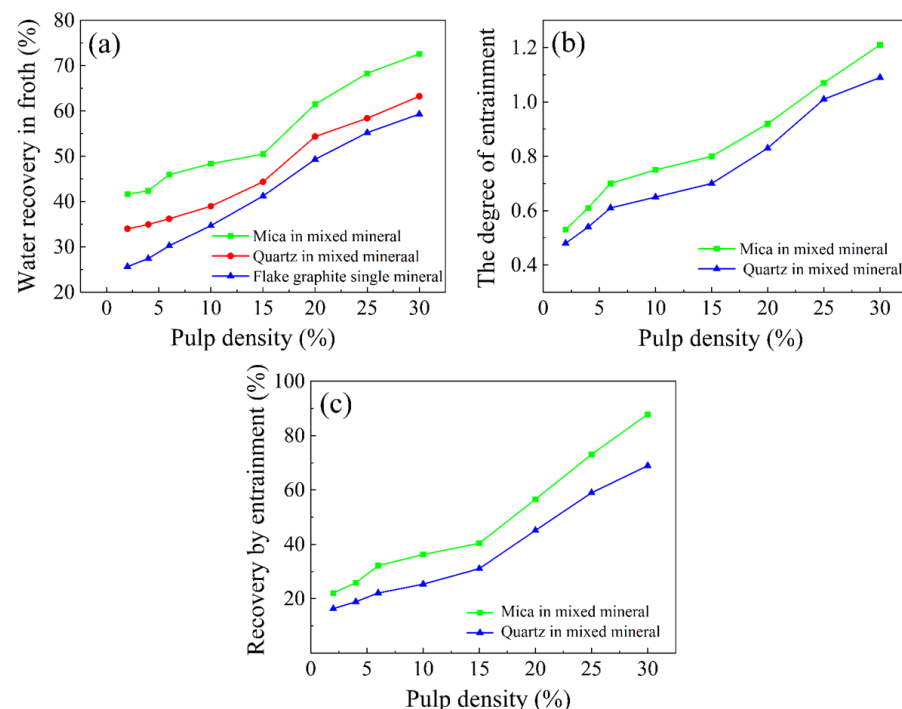 (a)
Water recovery in froth (%)
80
70
60
50
40
30
20
Mica in mixed mineral
Quartz in mixed mineraal
Flake graphite single mineral
0 5 10 15 20 25 30
Pulp density (%)
(b)
The degree of entrainment
1.2
1.0
0.8
0.6
0.4
Mica in mixed mineral
Quartz in mixed mineral
0 5 10 15 20 25 30
Pulp density (%)
(c)
Recovery by entrainment (%)
100
80
60
40
20
Mica in mixed mineral
Quartz in mixed mineral
0 5 10 15 20 25 30
Pulp density (%)